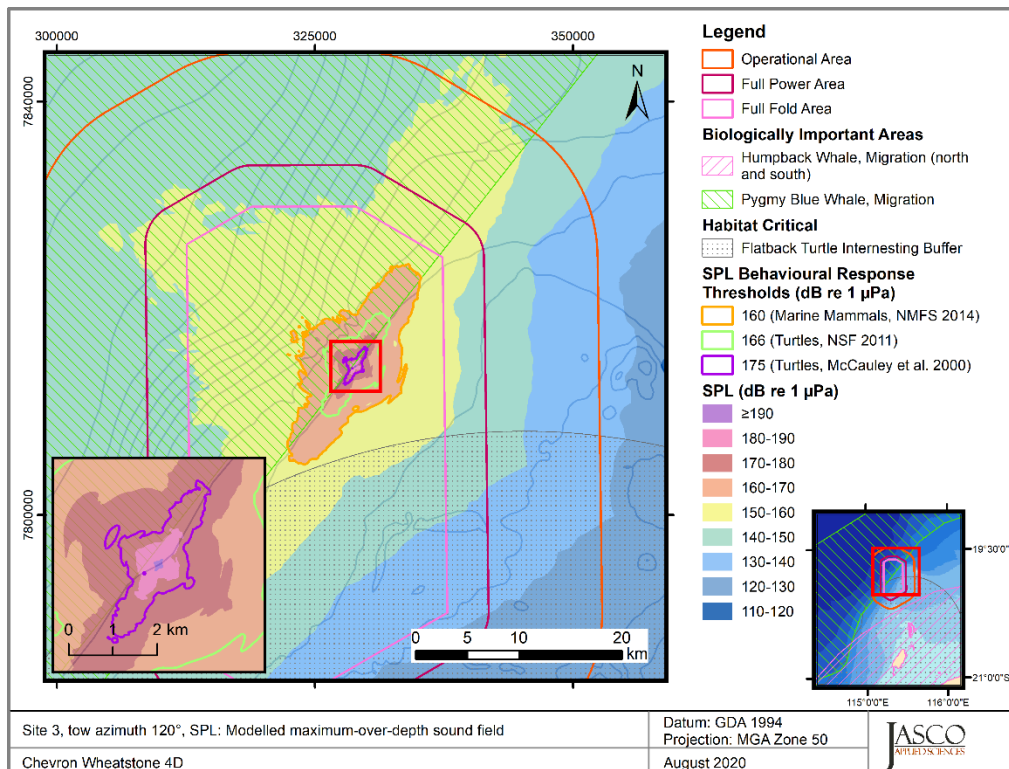 300000
325000
350000
7840000
7800000
N
0 1 2 km
0 5 10 20
km
Legend
Operational Area
Full Power Area
Full Fold Area
Biologically Important Areas
Humpback Whale, Migration (north
and south)
Pygmy Blue Whale, Migration
Habitat Critical
Flatback Turtle Internesting Buffer
SPL Behavioural Response
Thresholds (dB re 1 µPa)
160 (Marine Mammals, NMFS 2014)
166 (Turtles, NSF 2011)
175 (Turtles, McCauley et al. 2000)
SPL (dB re 1 µPa)
≥190
180-190
170-180
160-170
150-160
140-150
130-140
120-130
110-120
19°30'0"S
21°0'0"S
115°0'0"E 116°0'0"E
Site 3, tow azimuth 120°, SPL: Modelled maximum-over-depth sound field
Chevron Wheatstone 4D
Datum: GDA 1994
Projection: MGA Zone 50
August 2020
JASCO
APPLIED SCIENCES